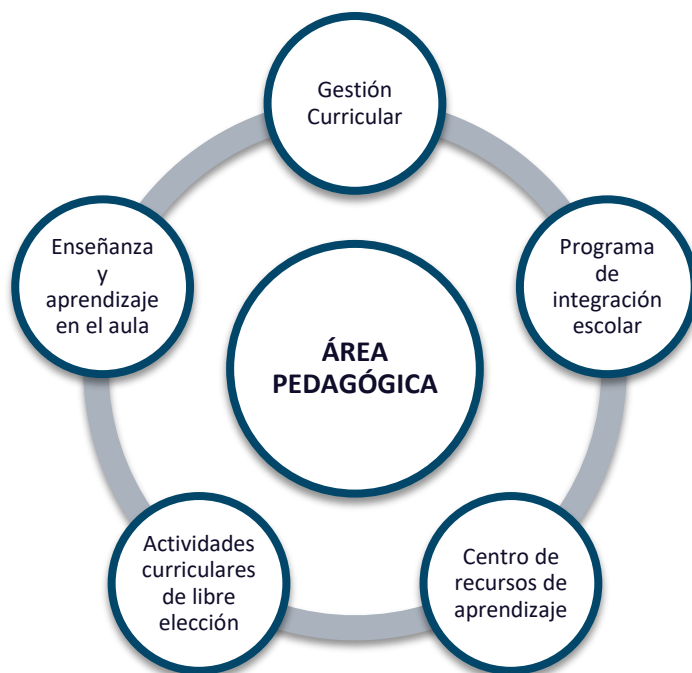 Gestión
Curricular
Programa
de
integración
escolar
Centro de
recursos de
aprendizaje
Actividades
curriculares
de libre
elección
Enseñanza
y
aprendizaje
en el aula
ÁREA
PEDAGÓGICA